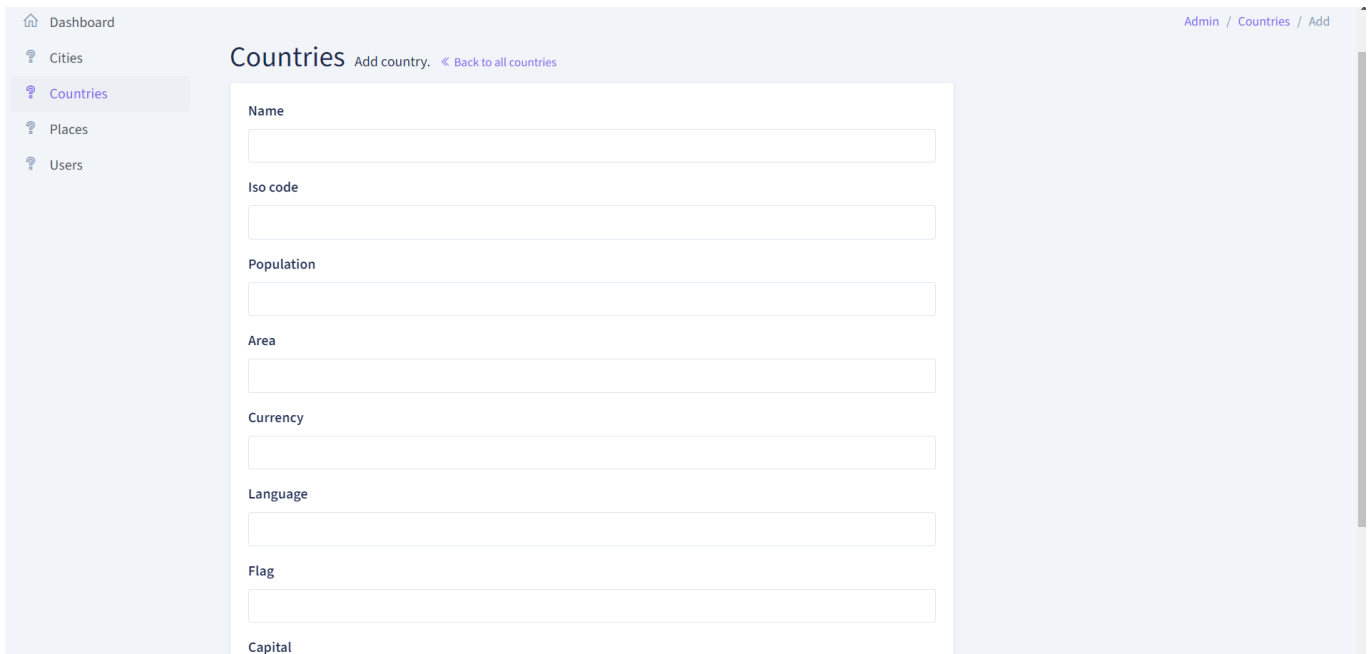 Dashboard
Cities
Countries
Places
Users
Admin / Countries / Add
Countries Add country. « Back to all countries
Name
Iso code
Population
Area
Currency
Language
Flag
Capital